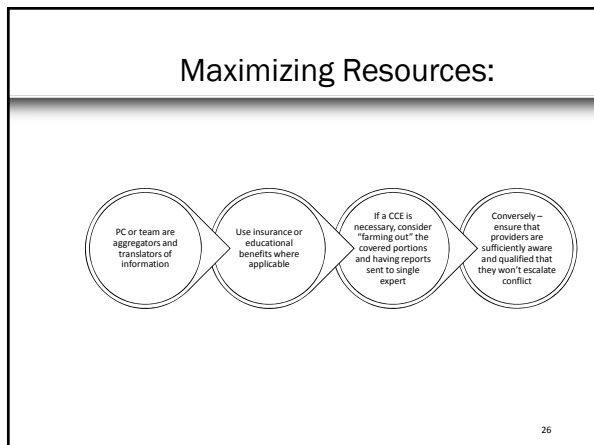 Maximizing Resources:
PC or team are
aggregators and
translators of
information
Use insurance or
educational
benefits where
applicable
If a CCE is
necessary, consider
“farming out” the
covered portions
and having reports
sent to single
expert
Conversely –
ensure that
providers are
sufficiently aware
and qualified that
they won’t escalate
conflict
26